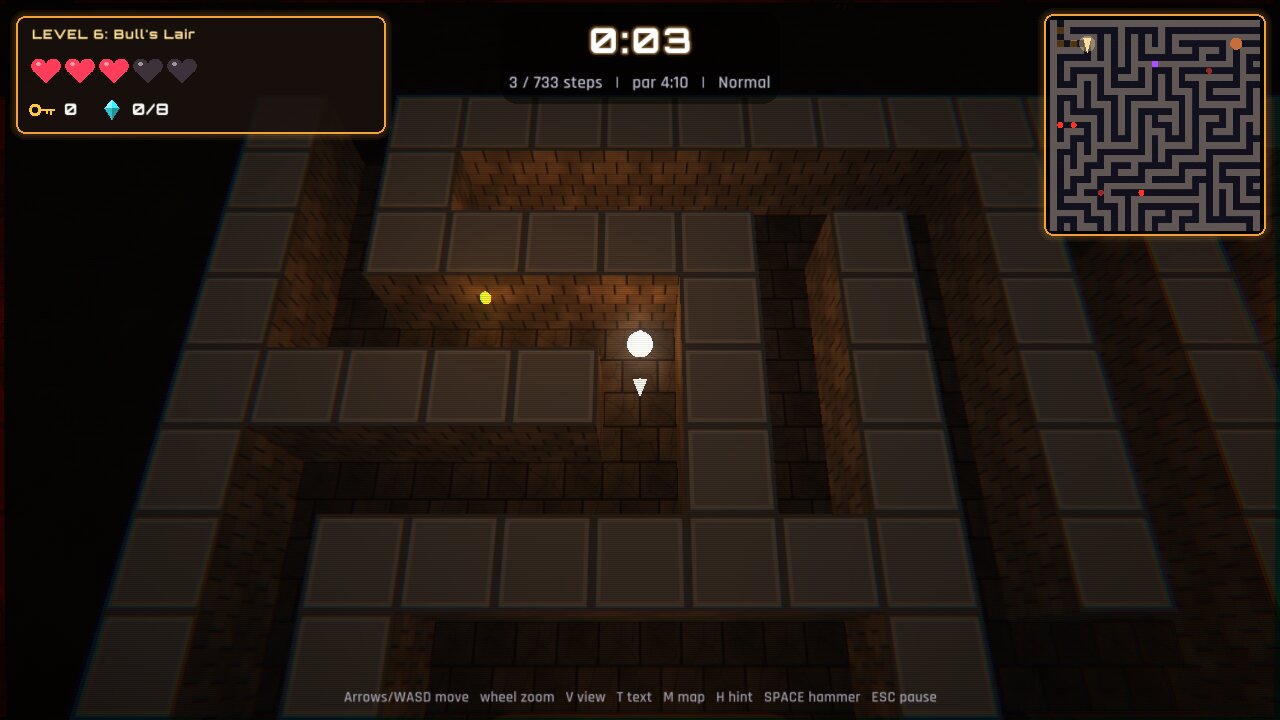 LEVEL 6: Bull's Lair
0
0/8
0:03
3 / 733 steps | par 4:10 | Normal
Arrows/WASD move wheel zoom V view T text M map H hint SPACE hammer ESC pause